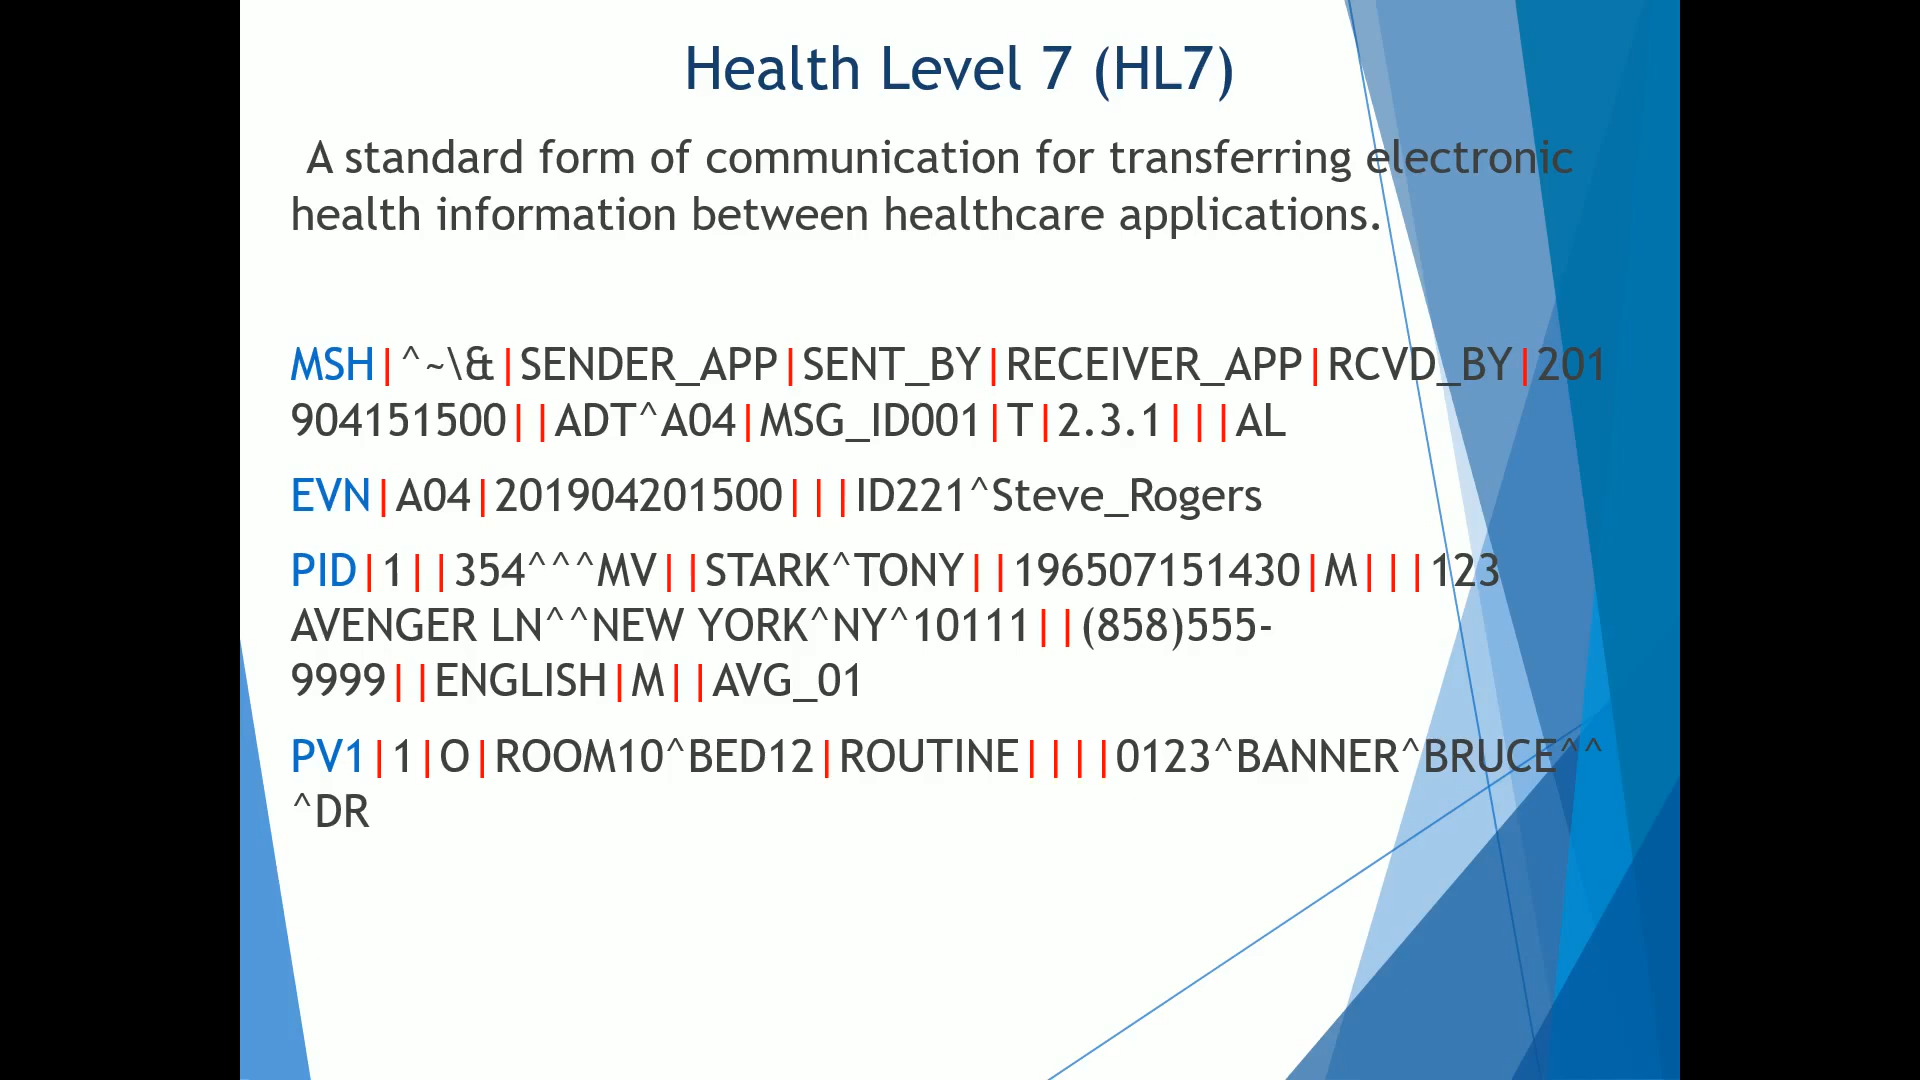 Health Level 7 (HL7)
A standard form of communication for transferring electronic
health information between healthcare applications.
MSH|^~\&|SENDER_APP|SENT_BY|RECEIVER_APP|RCVD_BY|201
904151500||ADT^A04|MSG_ID001|T|2.3.1|||AL
EVN|A04|201904201500|||ID221^Steve_Rogers
PID|1||354^^^MV||STARK^TONY||196507151430|M|||123
AVENGER LN^^NEW YORK^NY^10111||(858)555-
9999||ENGLISH|M||AVG_01
PV1|1|O|ROOM10^BED12|ROUTINE||||0123^BANNER^BRUCE^^
^DR